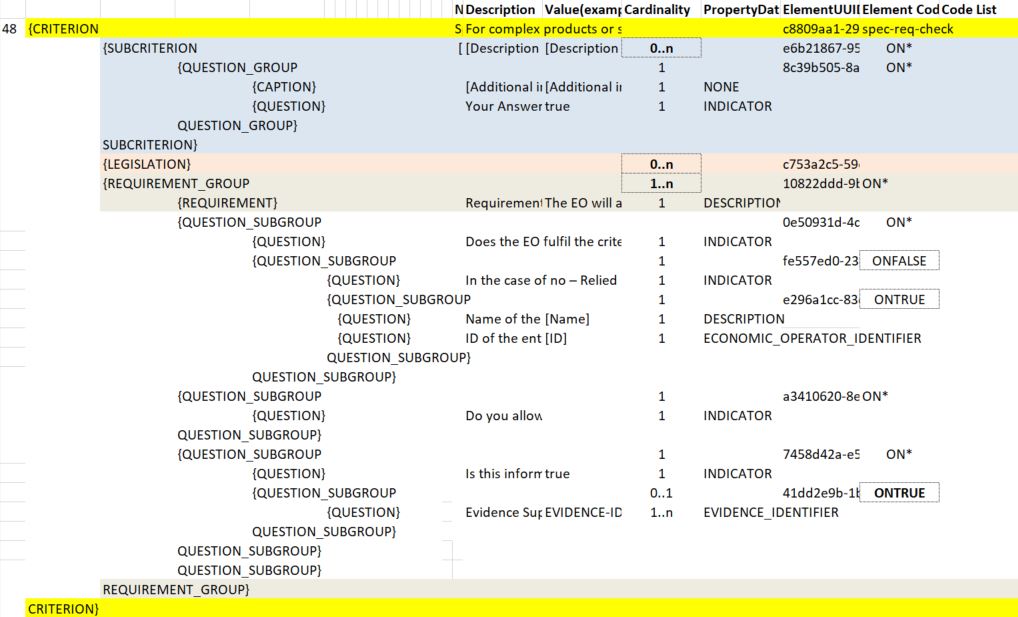 N Description Value(examp Cardinality PropertyDat ElementUUII Element Cod Code List
48 {CRITERION S For complex products or s c8809aa1-29 spec-req-check
{SUBCRITERION [ [Description [Description 0..n e6b21867-95 ON*
{QUESTION_GROUP 1 8c39b505-8a ON*
{CAPTION} [Additional in [Additional in 1 NONE
{QUESTION} Your Answer true 1 INDICATOR
QUESTION_GROUP}
SUBCRITERION}
{LEGISLATION} 0..n c753a2c5-59
{REQUIREMENT_GROUP 1..n 10822ddd-9b ON*
{REQUIREMENT} Requirement The EO will a 1 DESCRIPTION
{QUESTION_SUBGROUP 1 0e50931d-4c ON*
{QUESTION} Does the EO fulfil the crite 1 INDICATOR
{QUESTION_SUBGROUP 1 fe557ed0-23 ONFALSE
{QUESTION} In the case of no – Relied 1 INDICATOR
{QUESTION_SUBGROUP 1 e296a1cc-83 ONTRUE
{QUESTION} Name of the [Name] 1 DESCRIPTION
{QUESTION} ID of the ent [ID] 1 ECONOMIC_OPERATOR_IDENTIFIER
QUESTION_SUBGROUP}
QUESTION_SUBGROUP}
{QUESTION_SUBGROUP 1 a3410620-8e ON*
{QUESTION} Do you allow 1 INDICATOR
QUESTION_SUBGROUP}
{QUESTION_SUBGROUP 1 7458d42a-e5 ON*
{QUESTION} Is this inform true 1 INDICATOR
{QUESTION_SUBGROUP 0..1 41dd2e9b-1b ONTRUE
{QUESTION} Evidence Sup EVIDENCE-ID 1..n EVIDENCE_IDENTIFIER
QUESTION_SUBGROUP}
QUESTION_SUBGROUP}
QUESTION_SUBGROUP}
REQUIREMENT_GROUP}
CRITERION}